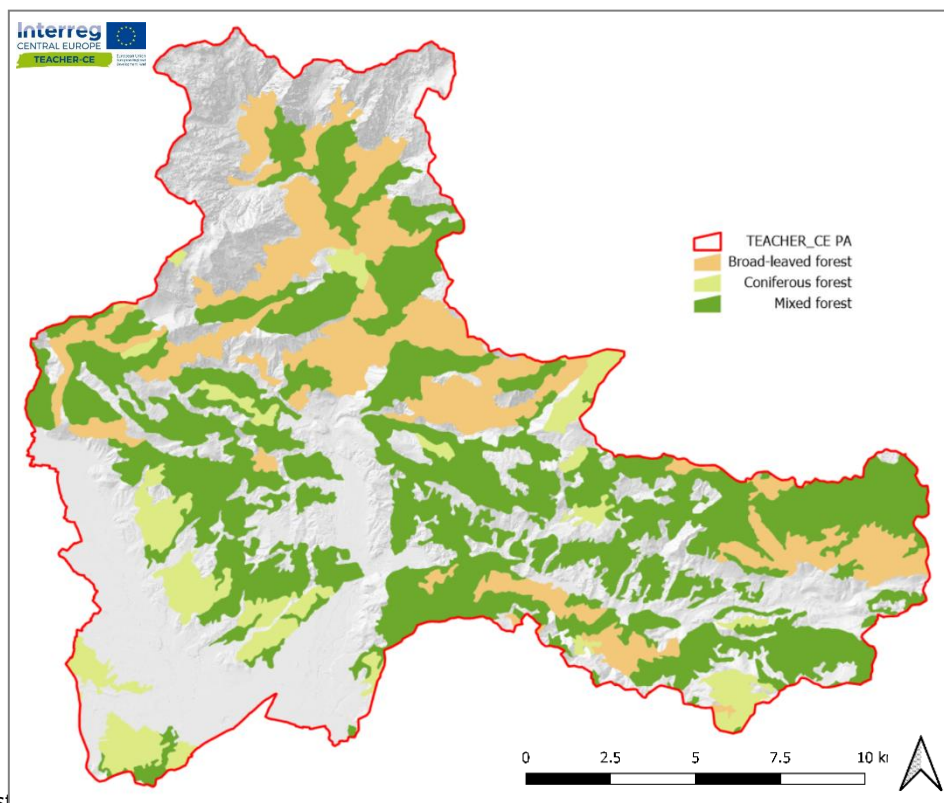 Interreg
CENTRAL EUROPE
TEACHER-CE
TEACHER_CE PA
Broad-leaved forest
Coniferous forest
Mixed forest
0 2.5 5 7.5 10 k